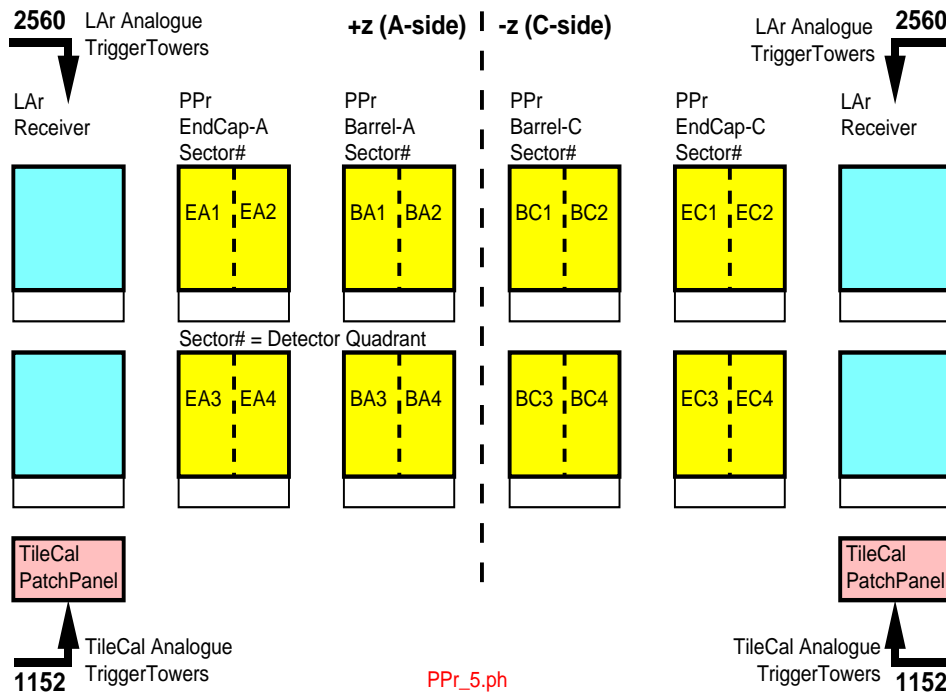 2560
LAr Analogue
TriggerTowers
+z (A-side)
-z (C-side)
LAr Analogue
TriggerTowers
2560
LAr
Receiver
PPr
EndCap-A
Sector#
PPr
Barrel-A
Sector#
PPr
Barrel-C
Sector#
PPr
EndCap-C
Sector#
LAr
Receiver
EA1 EA2
BA1 BA2
BC1 BC2
EC1 EC2
Sector# = Detector Quadrant
EA3 EA4
BA3 BA4
BC3 BC4
EC3 EC4
TileCal
PatchPanel
TileCal
PatchPanel
TileCal Analogue
TriggerTowers
1152
PPr_5.ph
TileCal Analogue
TriggerTowers
1152